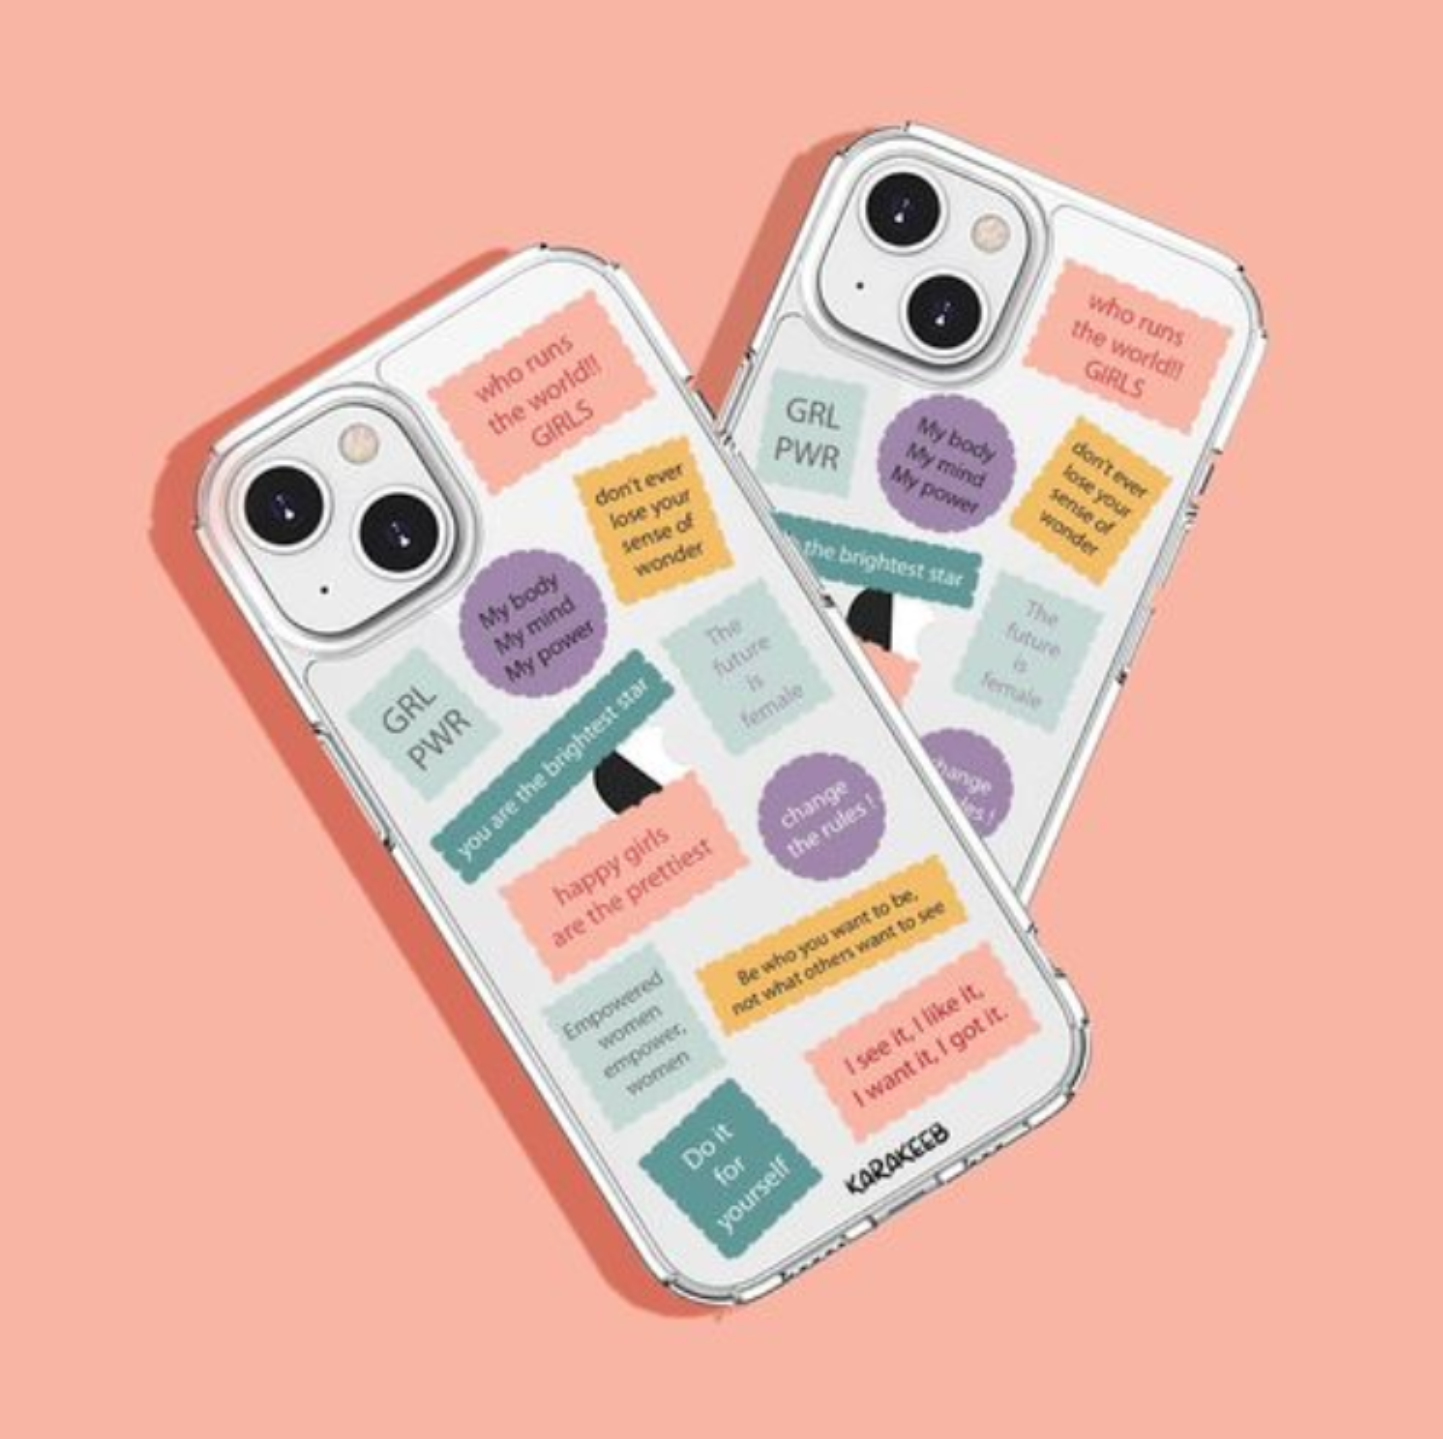 who runs
the world!!
GIRLS
don't ever
lose your
sense of
wonder
My body
My mind
My power
GRL
PWR
The
future
is
female
you are the brightest star
change
the rules !
happy girls
are the prettiest
Be who you want to be,
not what others want to see
Empowered
women
empower,
women
I see it, I like it,
I want it, I got it.
Do it
for
yourself
KARAKEEB
who runs
the world!!
GIRLS
GRL
PWR
My body
My mind
My power
don't ever
lose your
sense of
wonder
the brightest star
The
future
is
female
change